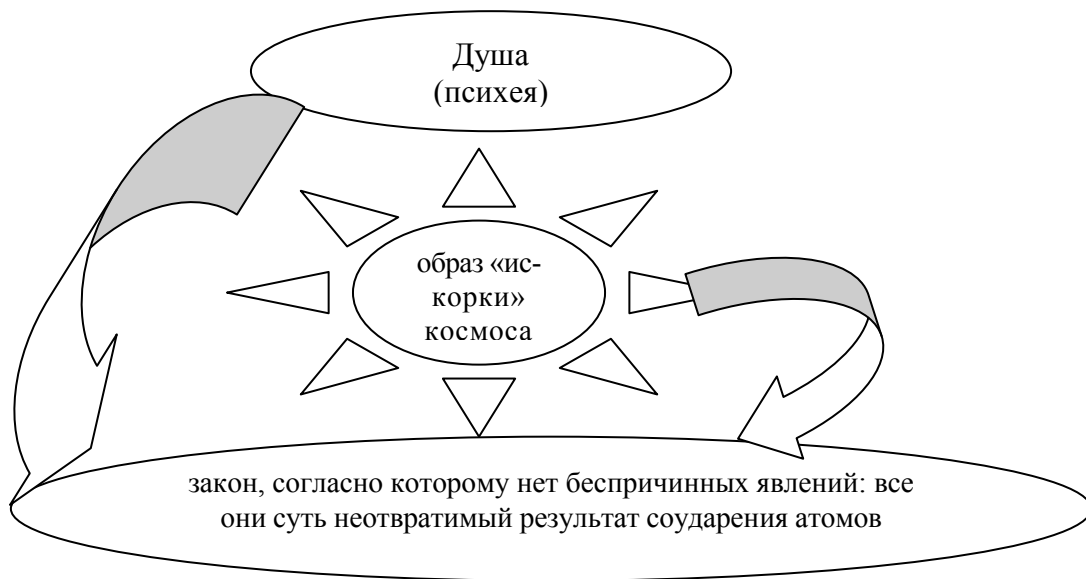 Душа
(психея)
образ «ис-
корки»
космоса
закон, согласно которому нет беспричинных явлений: все
они суть неотвратимый результат соударения атомов